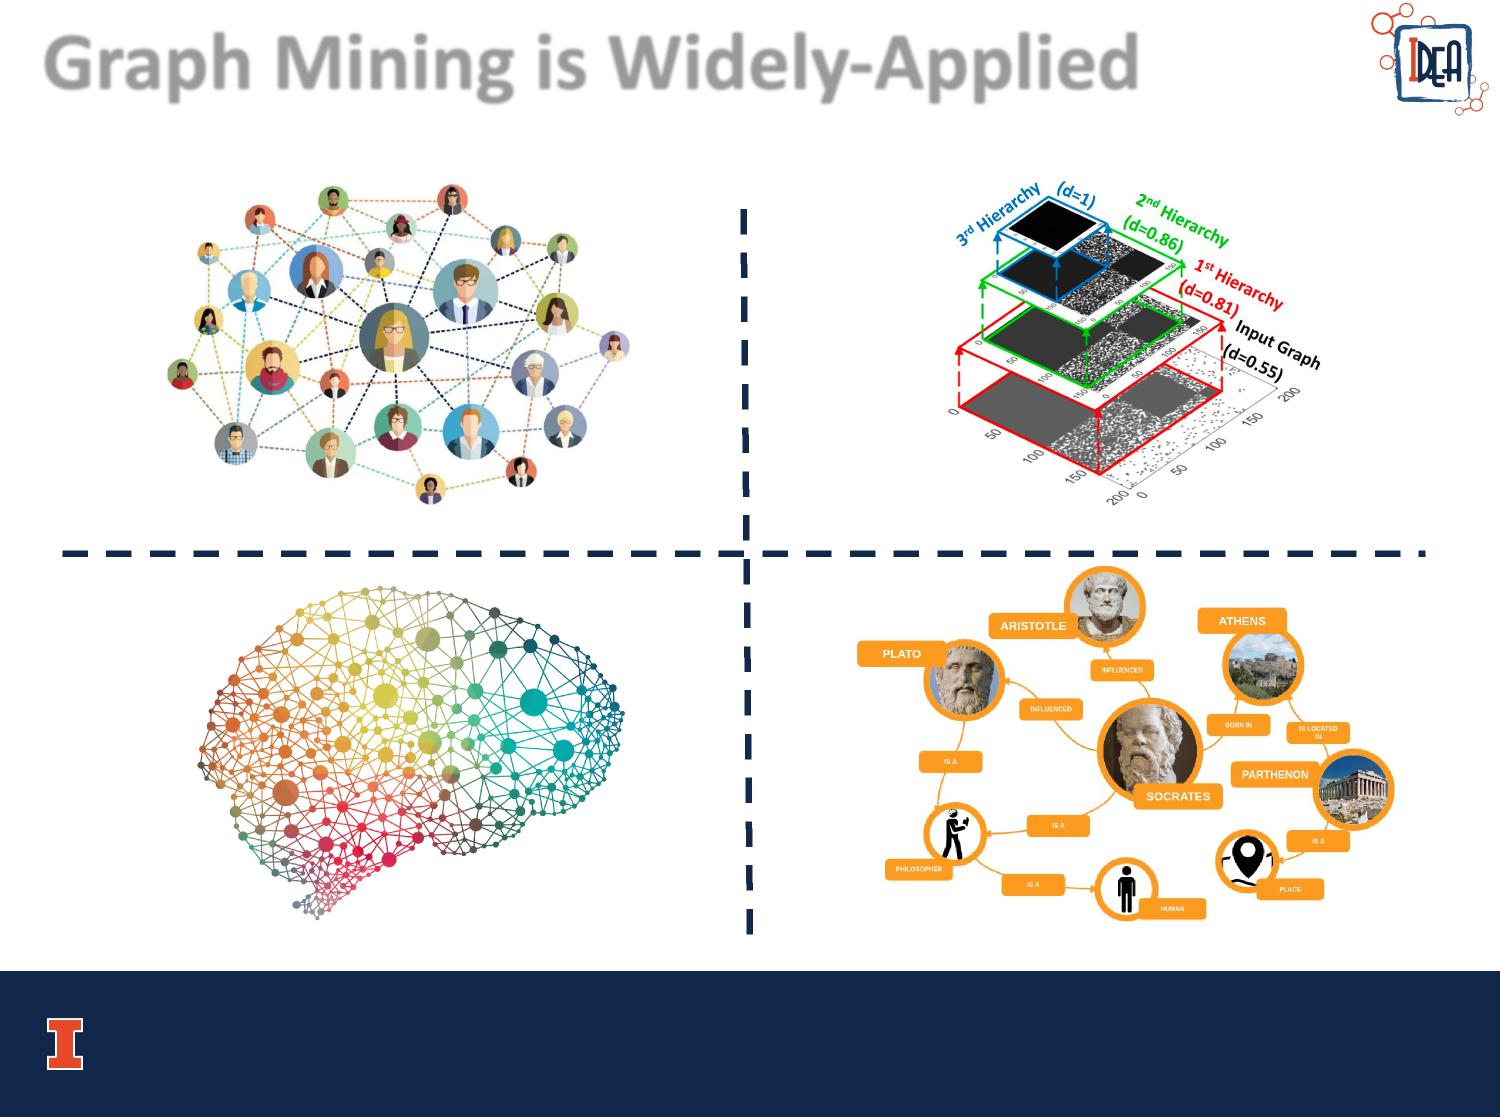 Graph Mining is Widely-Applied
IDEA
3rd Hierarchy
(d=1)
2nd Hierarchy
(d=0.86)
1st Hierarchy
(d=0.81)
Input Graph
(d=0.55)
0
50
100
150
200
0
50
100
150
200
ARISTOTLE
ATHENS
PLATO
INFLUENCED
INFLUENCED
BORN IN
IS LOCATED
IN
IS A
PARTHENON
SOCRATES
IS A
IS A
PHILOSOPHER
IS A
PLACE
HUMAN
I